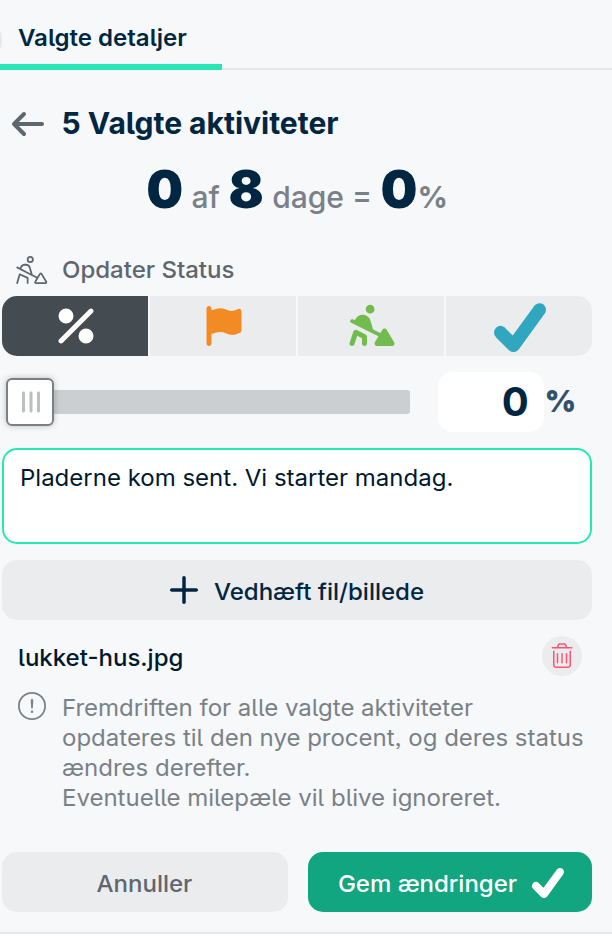 Valgte detaljer
5 Valgte aktiviteter
0 af 8 dage = 0%
Opdater Status
0 %
Pladerne kom sent. Vi starter mandag.
Vedhæft fil/billede
lukket-hus.jpg
Fremdriften for alle valgte aktiviteter
opdateres til den nye procent, og deres status
ændres derefter.
Eventuelle milepæle vil blive ignoreret.
Annuller
Gem ændringer